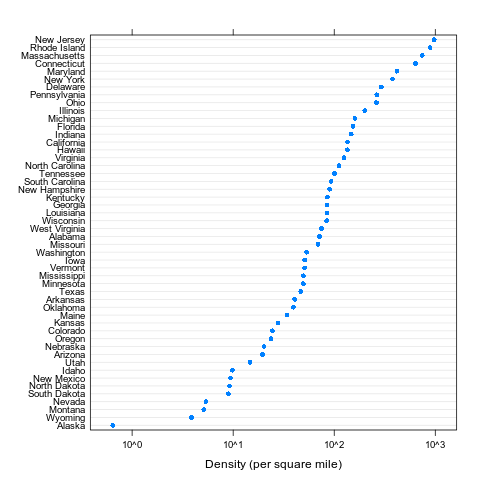 New Jersey
Rhode Island
Massachusetts
Connecticut
Maryland
New York
Delaware
Pennsylvania
Ohio
Illinois
Michigan
Florida
Indiana
California
Hawaii
Virginia
North Carolina
Tennessee
South Carolina
New Hampshire
Kentucky
Georgia
Louisiana
Wisconsin
West Virginia
Alabama
Missouri
Washington
Iowa
Vermont
Mississippi
Minnesota
Texas
Arkansas
Oklahoma
Maine
Kansas
Colorado
Oregon
Nebraska
Arizona
Utah
Idaho
New Mexico
North Dakota
South Dakota
Nevada
Montana
Wyoming
Alaska
10^0 10^1 10^2 10^3
Density (per square mile)